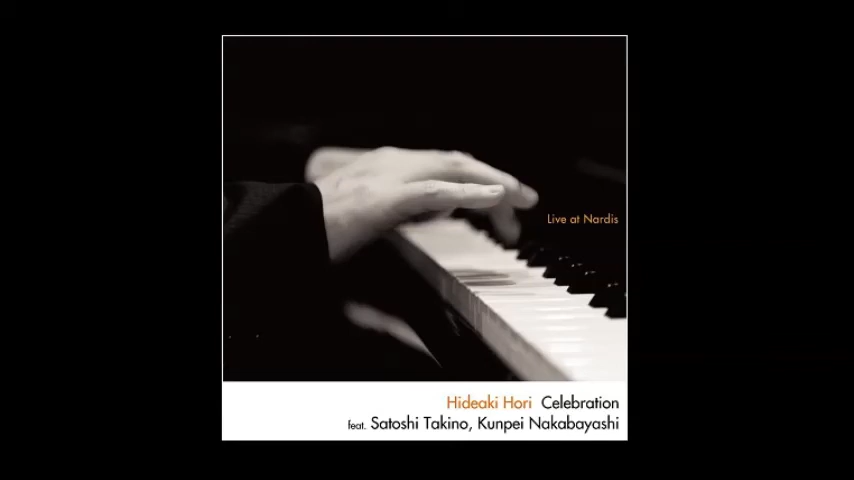 Live at Nardis
Hideaki Hori Celebration
feat. Satoshi Takino, Kunpei Nakabayashi